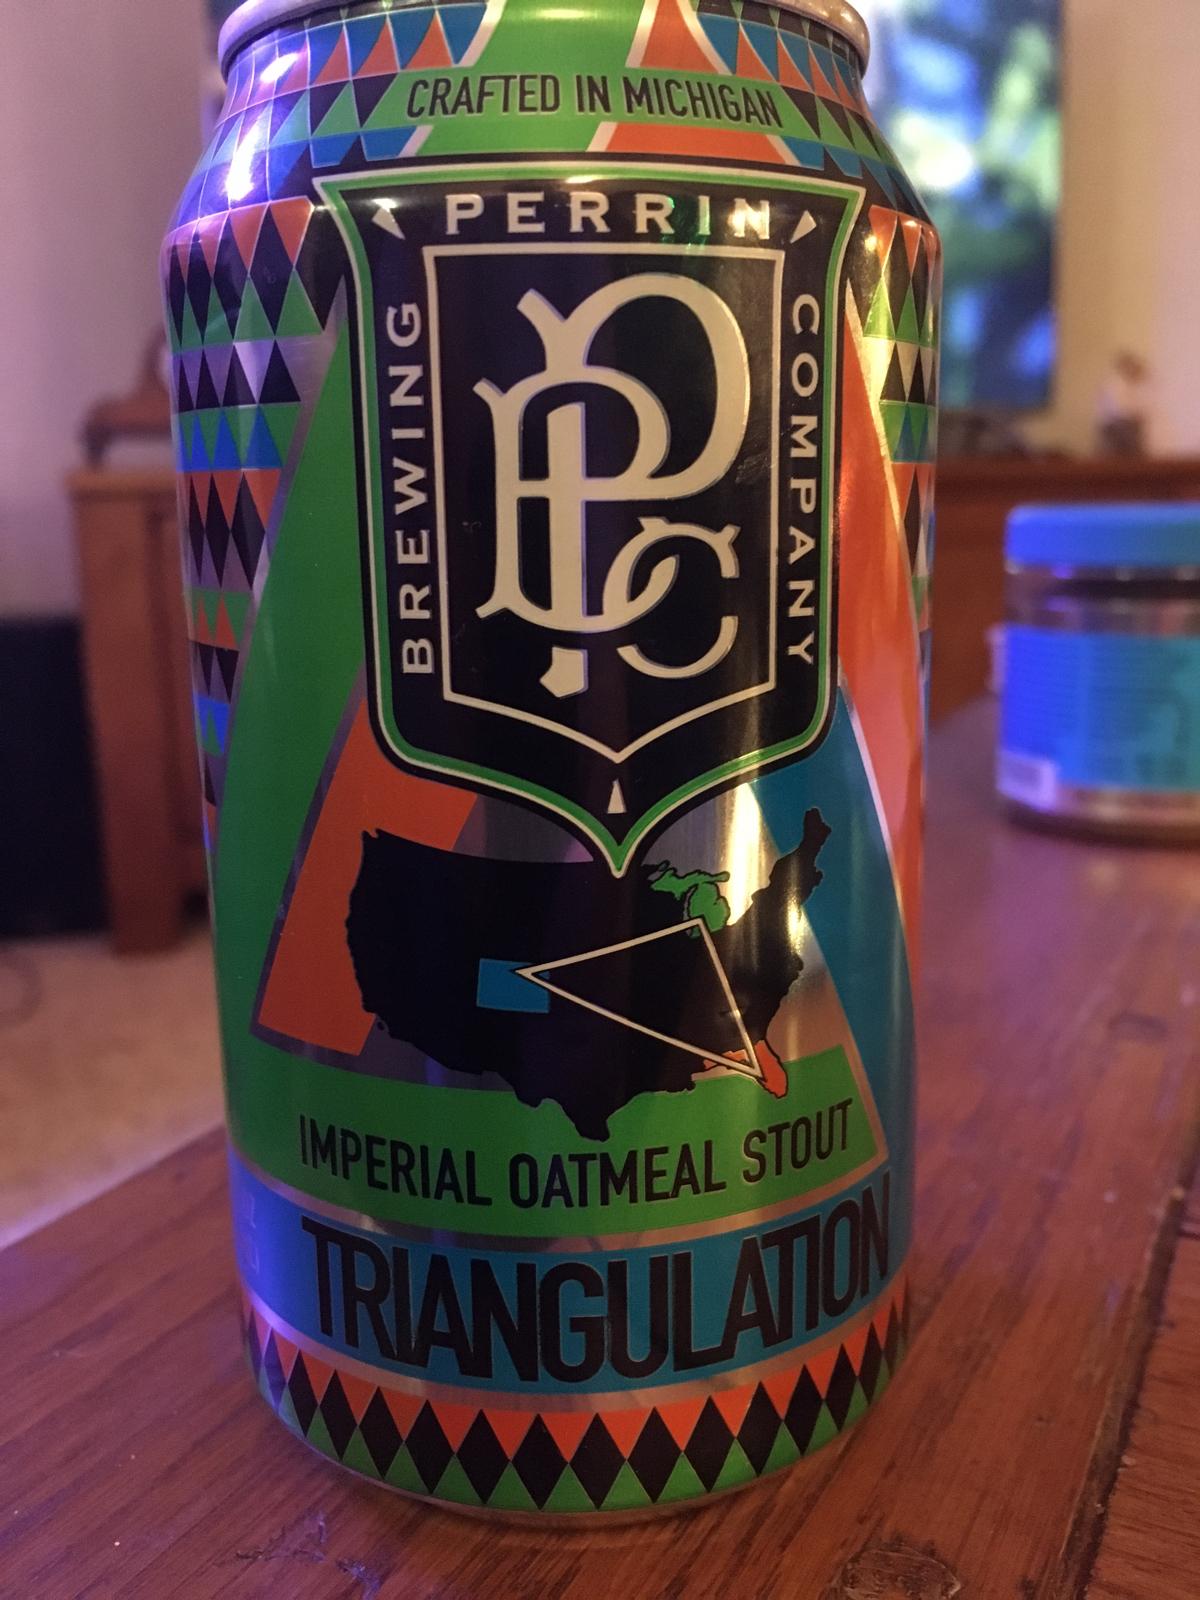 CRAFTED IN MICHIGAN
PERRIN
BREWING
COMPANY
PBC
IMPERIAL OATMEAL STOUT
TRIANGULATION